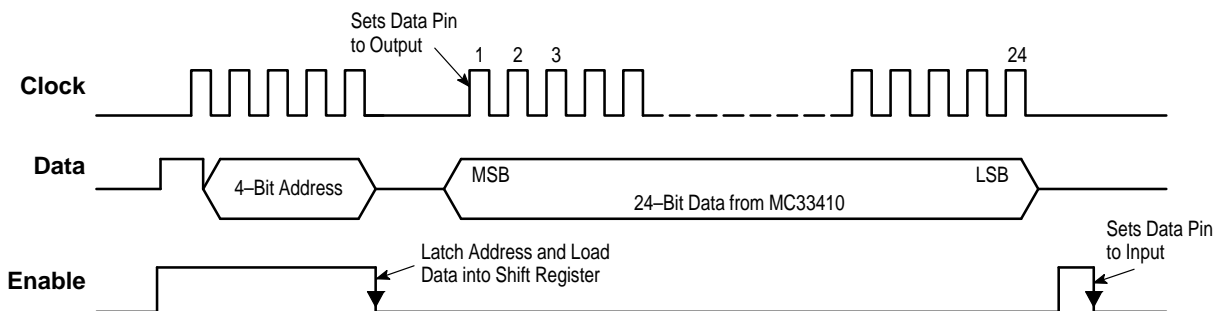 Sets Data Pin
to Output
1 2 3 24
Clock
Data
4–Bit Address
MSB LSB
24–Bit Data from MC33410
Sets Data Pin
to Input
Latch Address and Load
Data into Shift Register
Enable